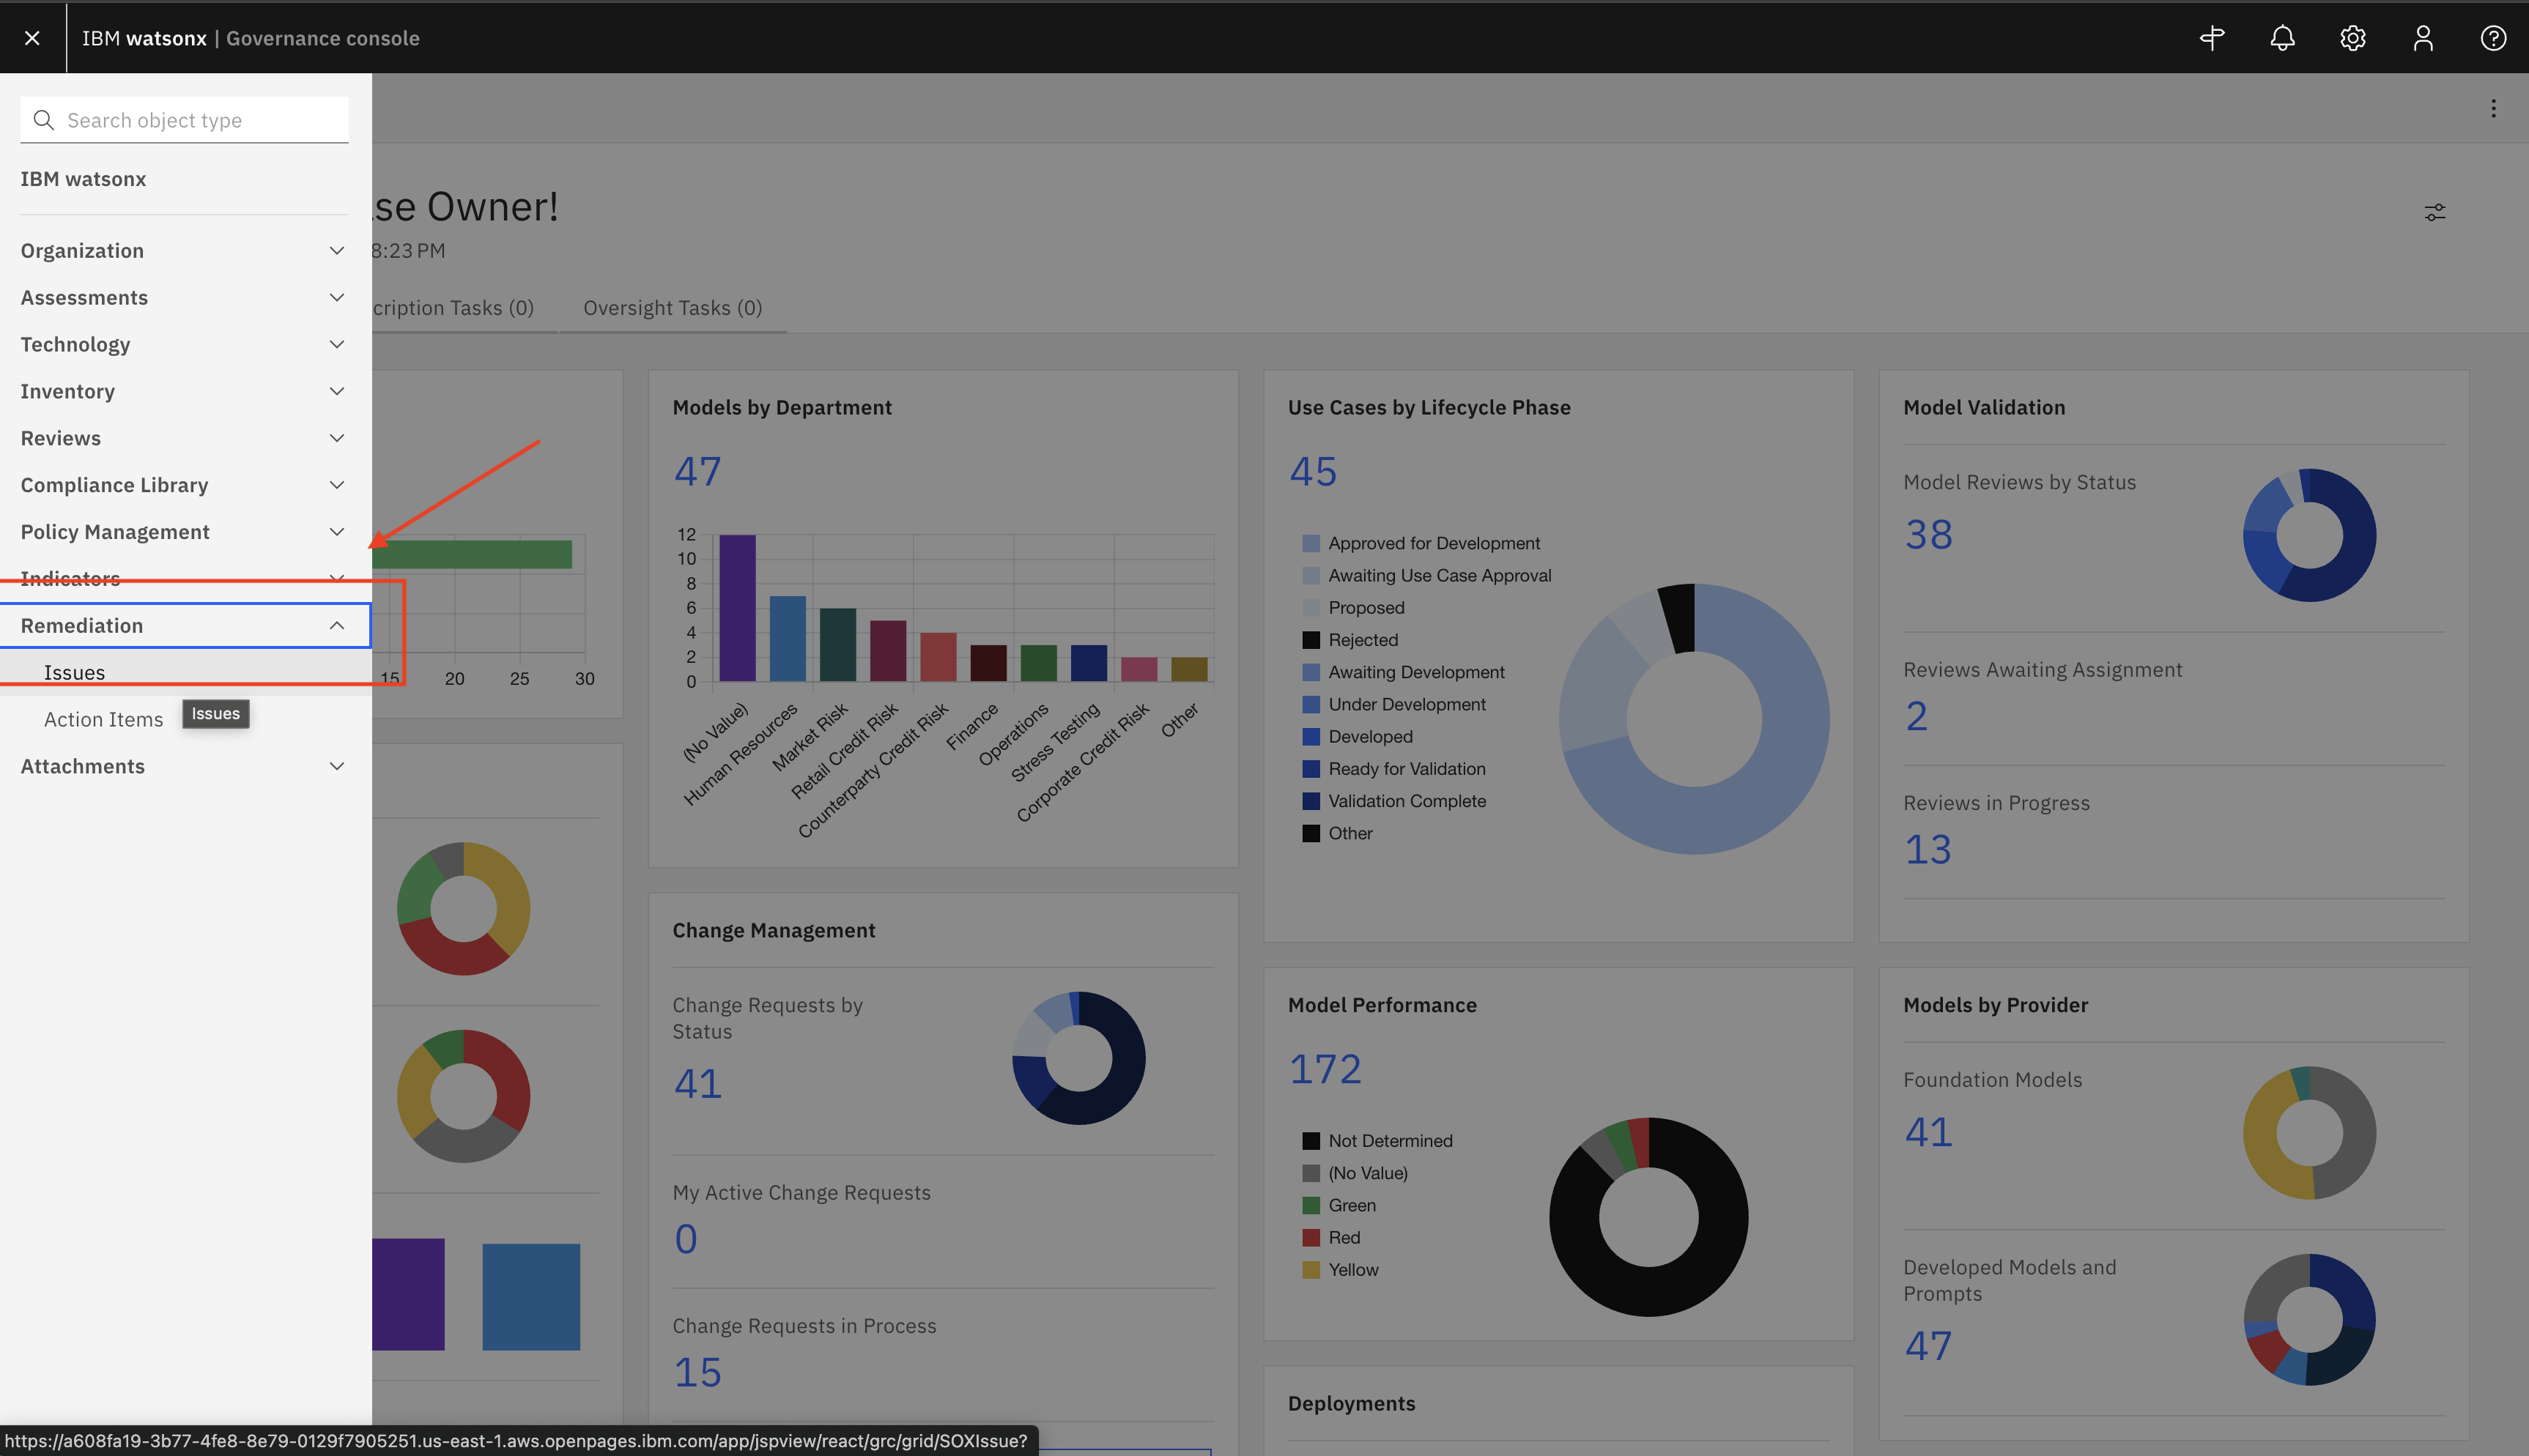 IBM watsonx | Governance console
Search object type
IBM watsonx
Organization
Assessments
Technology
Inventory
Reviews
Compliance Library
Policy Management
Indicators
Remediation
Issues
Action Items
Issues
Attachments
se Owner!
8:23 PM
cription Tasks (0)
Oversight Tasks (0)
15
20
25
30
Models by Department
47
12
10
8
6
4
2
0
(No Value)
Human Resources
Market Risk
Retail Credit Risk
Counterparty Credit Risk
Finance
Operations
Stress Testing
Corporate Credit Risk
Other
Change Management
Change Requests by
Status
41
My Active Change Requests
0
Change Requests in Process
15
Use Cases by Lifecycle Phase
45
Approved for Development
Awaiting Use Case Approval
Proposed
Rejected
Awaiting Development
Under Development
Developed
Ready for Validation
Validation Complete
Other
Model Performance
172
Not Determined
(No Value)
Green
Red
Yellow
Deployments
Model Validation
Model Reviews by Status
38
Reviews Awaiting Assignment
2
Reviews in Progress
13
Models by Provider
Foundation Models
41
Developed Models and
Prompts
47
https://a608fa19-3b77-4fe8-8e79-0129f7905251.us-east-1.aws.openpages.ibm.com/app/jspview/react/grc/grid/SOXIssue?